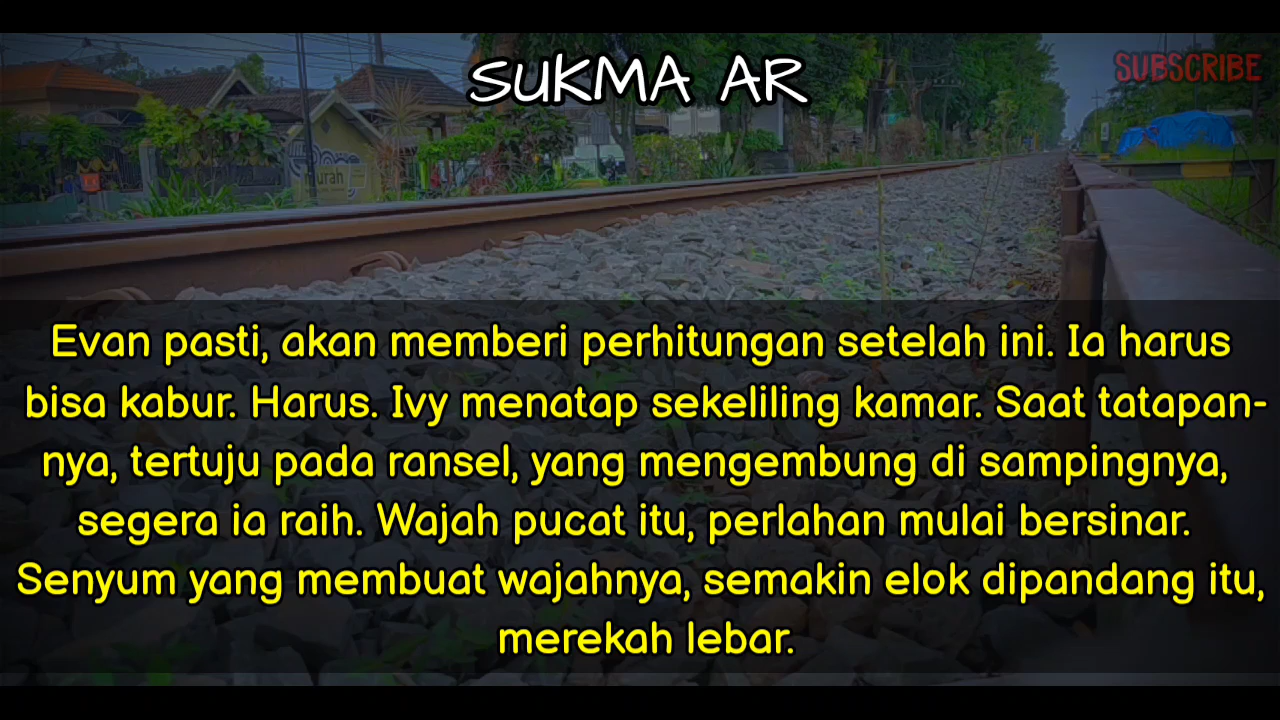 SUKMA AR
SUBSCRIBE
murah
Evan pasti, akan memberi perhitungan setelah ini. Ia harus
bisa kabur. Harus. Ivy menatap sekeliling kamar. Saat tatapan-
nya, tertuju pada ransel, yang mengembung di sampingnya,
segera ia raih. Wajah pucat itu, perlahan mulai bersinar.
Senyum yang membuat wajahnya, semakin elok dipandang itu,
merekah lebar.